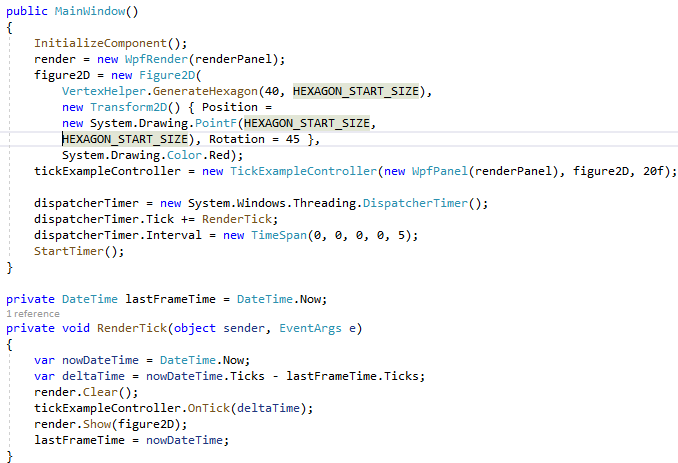 public MainWindow()
{
InitializeComponent();
render = new WpfRender(renderPanel);
figure2D = new Figure2D(
VertexHelper.GenerateHexagon(40, HEXAGON_START_SIZE),
new Transform2D() { Position =
new System.Drawing.PointF(HEXAGON_START_SIZE,
HEXAGON_START_SIZE), Rotation = 45 },
System.Drawing.Color.Red);
tickExampleController = new TickExampleController(new WpfPanel(renderPanel), figure2D, 20f);
dispatcherTimer = new System.Windows.Threading.DispatcherTimer();
dispatcherTimer.Tick += RenderTick;
dispatcherTimer.Interval = new TimeSpan(0, 0, 0, 0, 5);
StartTimer();
}
private DateTime lastFrameTime = DateTime.Now;
1 reference
private void RenderTick(object sender, EventArgs e)
{
var nowDateTime = DateTime.Now;
var deltaTime = nowDateTime.Ticks - lastFrameTime.Ticks;
render.Clear();
tickExampleController.OnTick(deltaTime);
render.Show(figure2D);
lastFrameTime = nowDateTime;
}